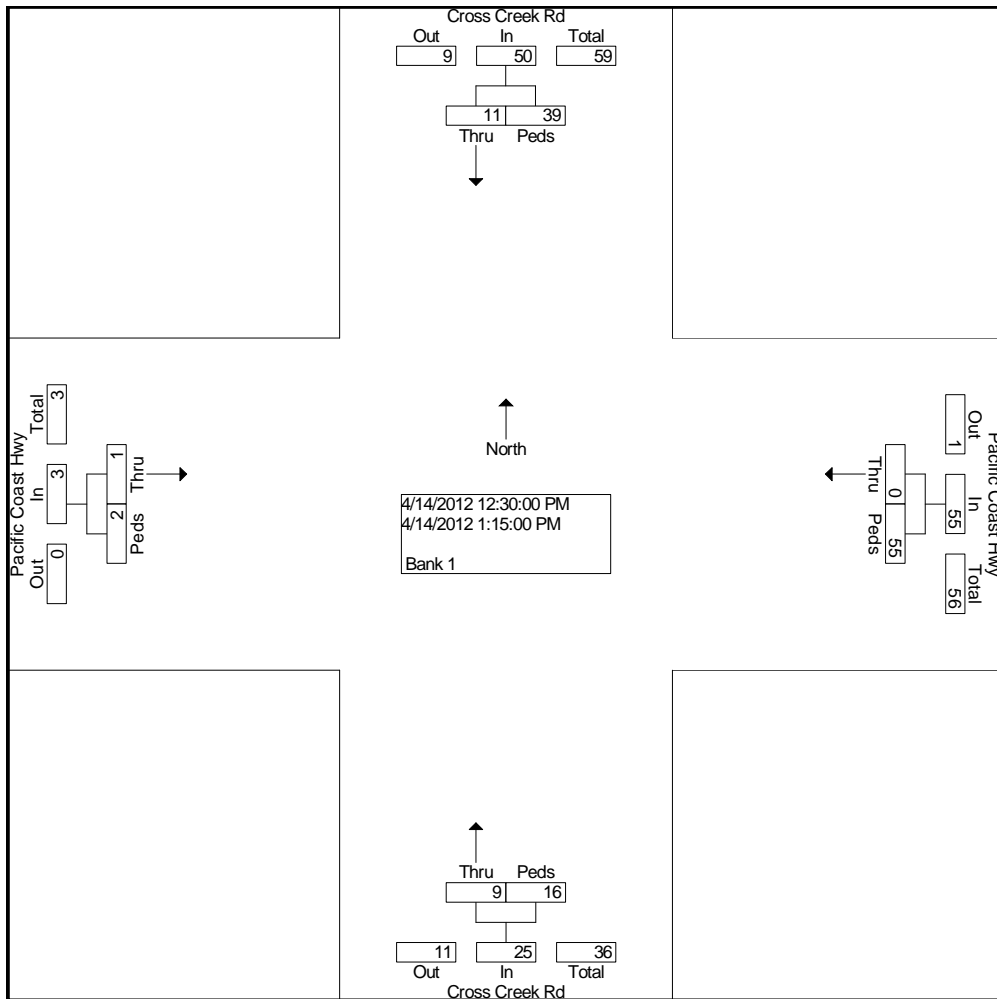 Cross Creek Rd
Out In Total
9 50 59
11 39
Thru Peds
Pacific Coast Hwy
Total In Out
3 3 0
1 2
Thru Peds
North
4/14/2012 12:30:00 PM
4/14/2012 1:15:00 PM
Bank 1
Pacific Coast Hwy
Out In Total
1 55 56
0 55
Thru Peds
Thru Peds
9 16
11 25 36
Out In Total
Cross Creek Rd